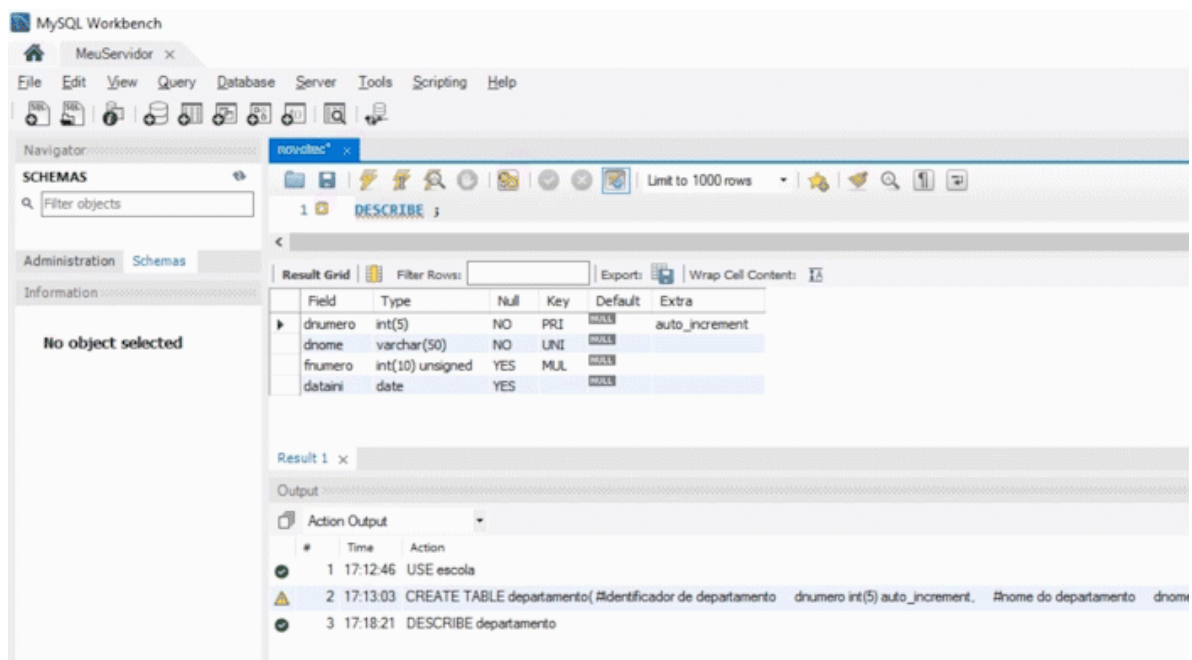 MySQL Workbench
MeuServidor
File Edit View Query Database Server Tools Scripting Help
Navigator
SCHEMAS
Filter objects
Administration Schemas
Information
No object selected
novotec*
Limit to 1000 rows
1 DESCRIBE ;
Result Grid Filter Rows: Export: Wrap Cell Content:
Field Type Null Key Default Extra
dnumero int(5) NO PRI NULL auto_increment
dnome varchar(50) NO UNI NULL
fnumero int(10) unsigned YES MUL NULL
dataini date YES NULL
Result 1
Output
Action Output
# Time Action
1 17:12:46 USE escola
2 17:13:03 CREATE TABLE departamento( #Identificador de departamento dnumero int(5) auto_increment, #nome do departamento dnome
3 17:18:21 DESCRIBE departamento